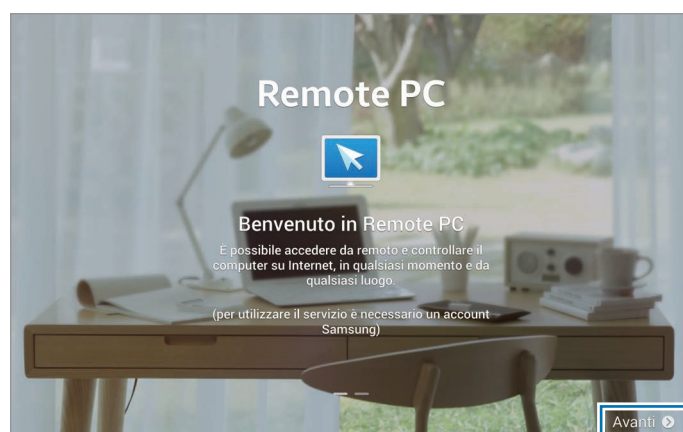 Remote PC
Benvenuto in Remote PC
È possibile accedere da remoto e controllare il
computer su Internet, in qualsiasi momento e da
qualsiasi luogo.
(per utilizzare il servizio è necessario un account
Samsung)
Avanti